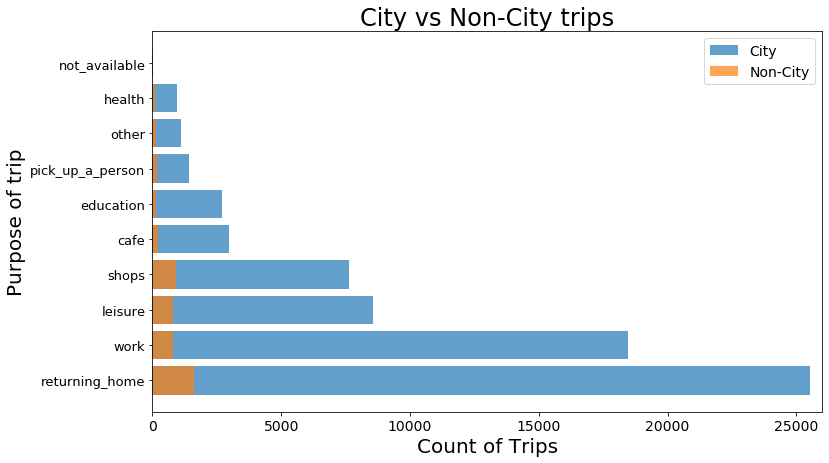 City vs Non-City trips
City
Non-City
Purpose of trip
not_available
health
other
pick_up_a_person
education
cafe
shops
leisure
work
returning_home
0 5000 10000 15000 20000 25000
Count of Trips